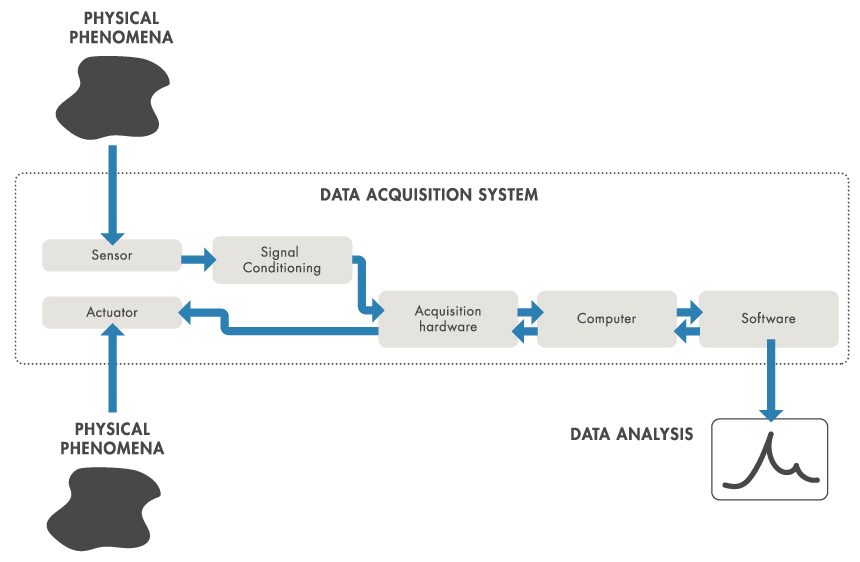 PHYSICAL
PHENOMENA
DATA ACQUISITION SYSTEM
Sensor
Signal
Conditioning
Actuator
Acquisition
hardware
Computer
Software
PHYSICAL
PHENOMENA
DATA ANALYSIS